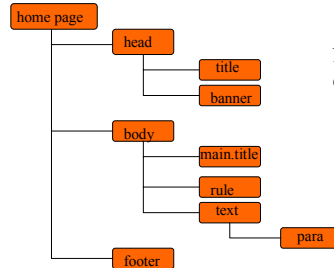 home page
head
title
banner
body
main.title
rule
text
para
footer